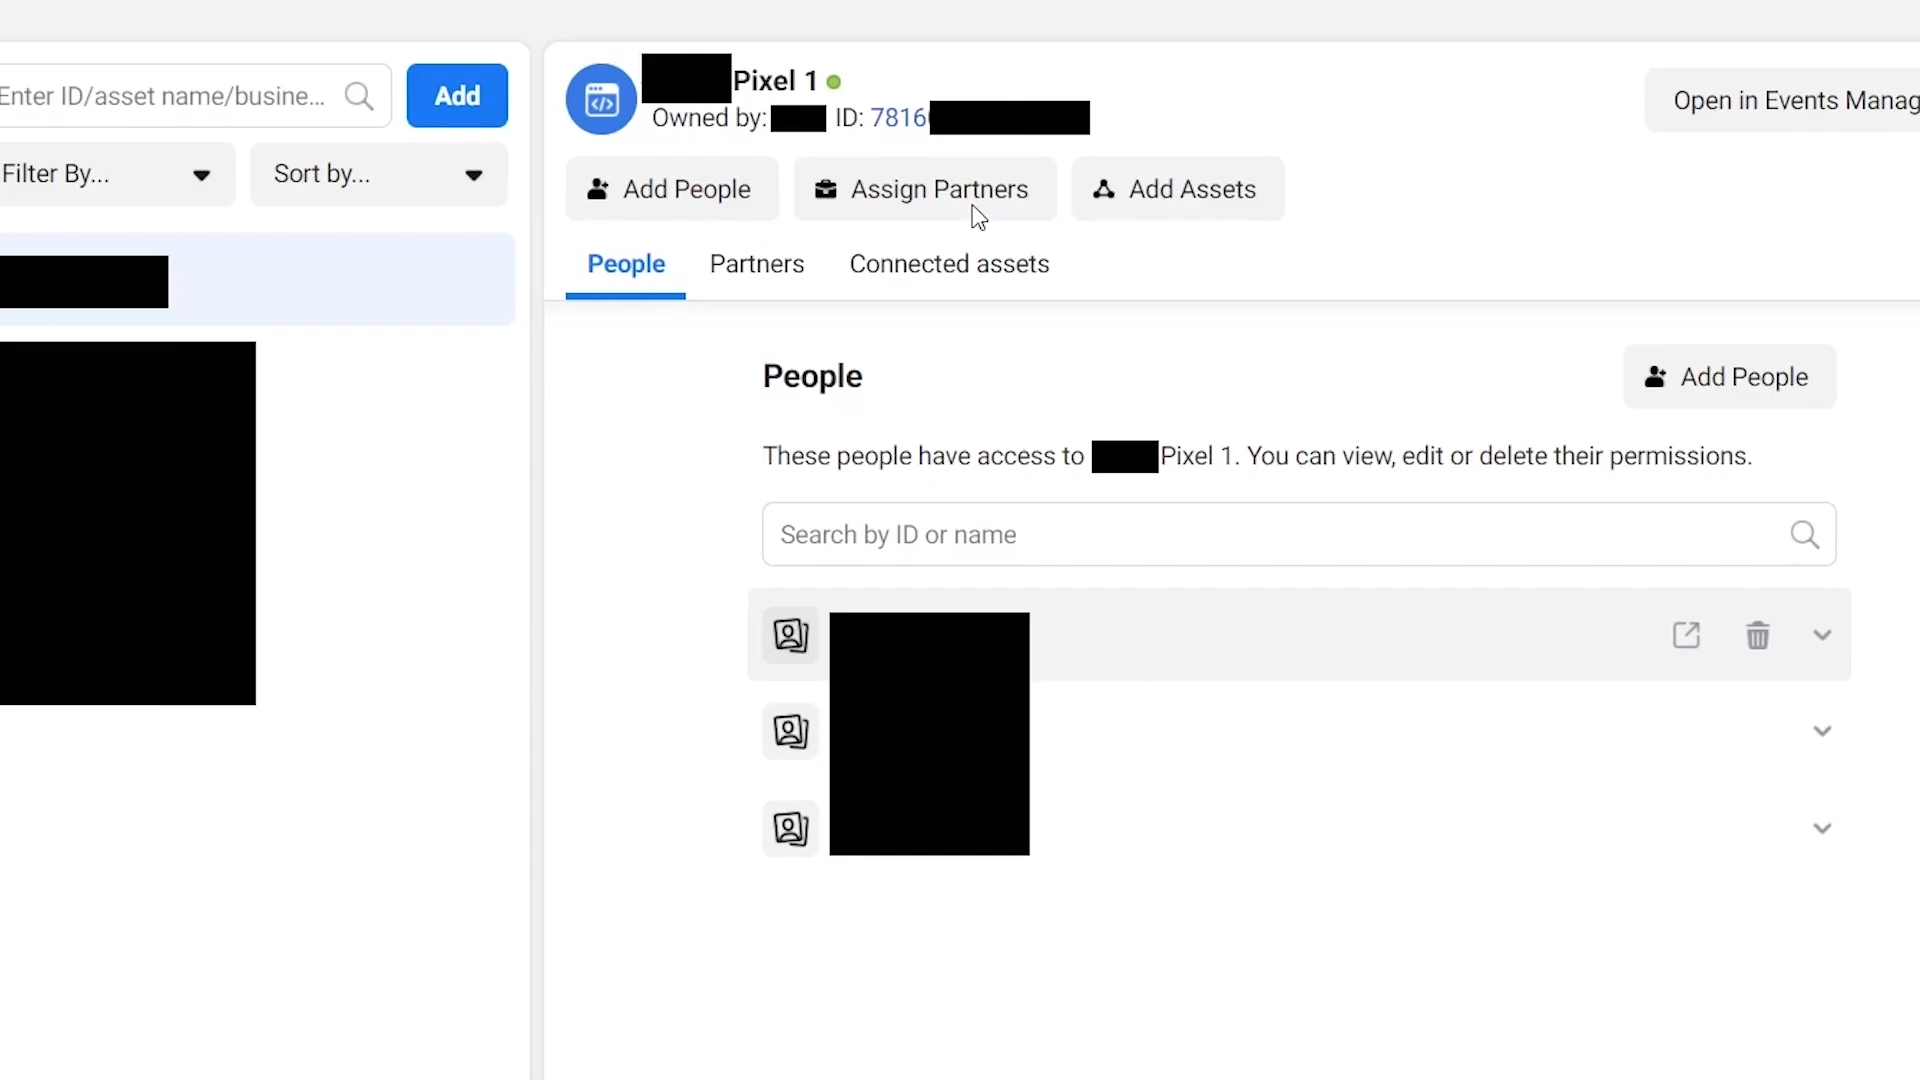 Enter ID/asset name/busine...
Add
Filter By...
Sort by...
Pixel 1
Owned by: ID: 7816
Open in Events Manag
Add People
Assign Partners
Add Assets
People
Partners
Connected assets
People
Add People
These people have access to Pixel 1. You can view, edit or delete their permissions.
Search by ID or name